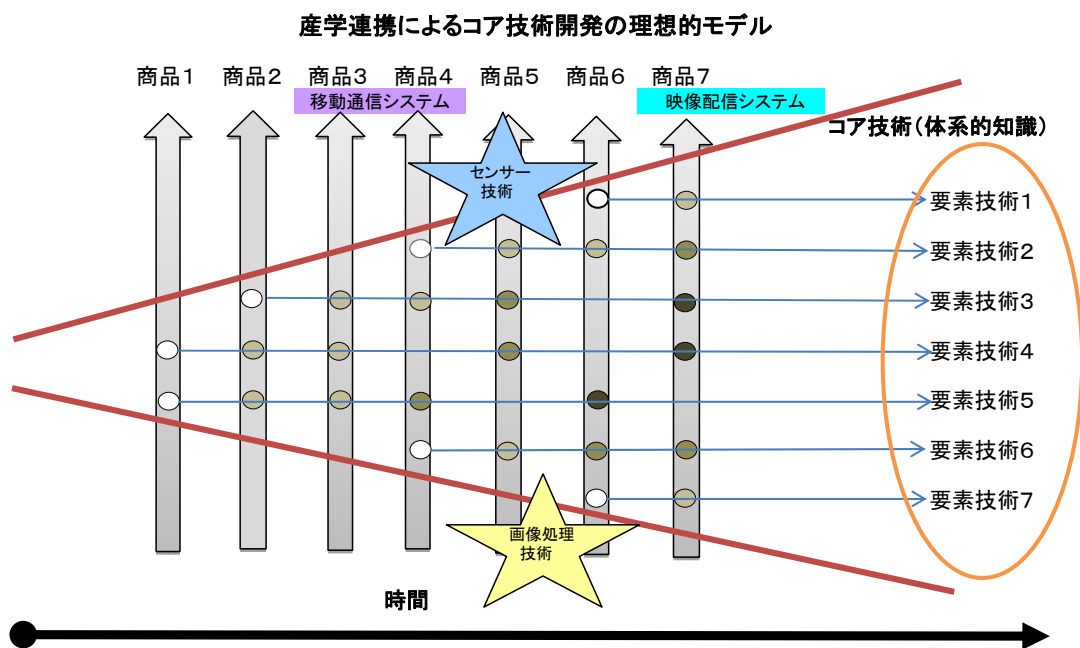 産学連携によるコア技術開発の理想的モデル
商品1 商品2 商品3 商品4 商品5 商品6 商品7
移動通信システム
映像配信システム
コア技術(体系的知識)
センサー
技術
要素技術1
要素技術2
要素技術3
要素技術4
要素技術5
要素技術6
要素技術7
画像処理
技術
時間